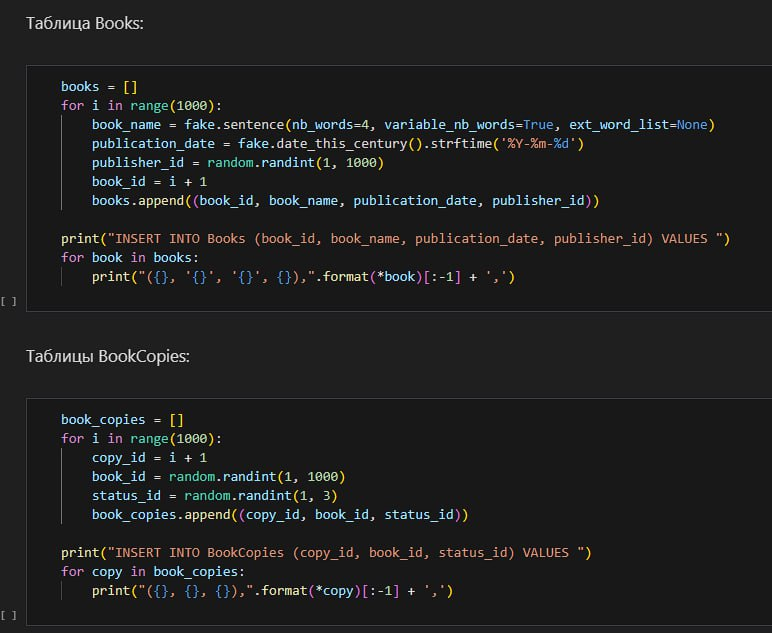 Таблица Books:
books = []
for i in range(1000):
    book_name = fake.sentence(nb_words=4, variable_nb_words=True, ext_word_list=None)
    publication_date = fake.date_this_century().strftime('%Y-%m-%d')
    publisher_id = random.randint(1, 1000)
    book_id = i + 1
    books.append((book_id, book_name, publication_date, publisher_id))
print("INSERT INTO Books (book_id, book_name, publication_date, publisher_id) VALUES ")
for book in books:
    print("({}, '{}', '{}', {}),".format(*book)[:-1] + ',')
[ ]
Таблицы BookCopies:
book_copies = []
for i in range(1000):
    copy_id = i + 1
    book_id = random.randint(1, 1000)
    status_id = random.randint(1, 3)
    book_copies.append((copy_id, book_id, status_id))
print("INSERT INTO BookCopies (copy_id, book_id, status_id) VALUES ")
for copy in book_copies:
    print("({}, {}, {}),".format(*copy)[:-1] + ',')
[ ]